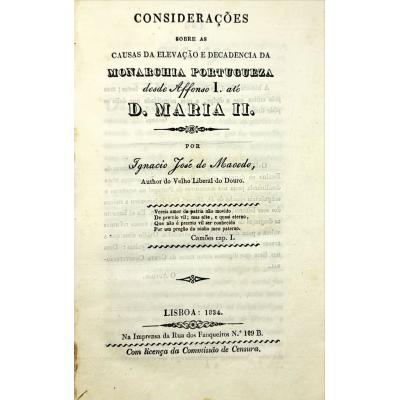 CONSIDERAÇÕES
SOBRE AS
CAUSAS DA ELEVAÇÃO E DECADENCIA DA
MONARCHIA PORTUGUEZA
desde Affonso I. até
D. MARIA II.
POR
Ignacio José de Macedo,
Author do Velho Liberal do Douro.
Vereis amor da patria não movido
De premio vil; mas alto, e quasi eterno,
Que não é premio vil ser conhecido
Por um pregão do ninho meu paterno.
Camões cap. I.
LISBOA: 1834.
Na Imprensa da Rua dos Fanqueiros N.º 129 B.
Com licença da Commissão de Censura.